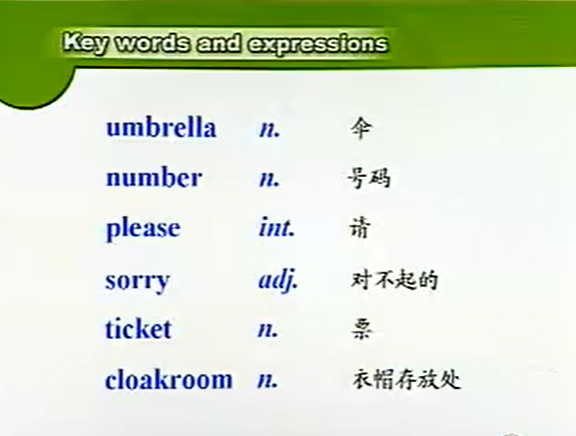 Key words and expressions
umbrella n. 伞
number n. 号码
please int. 请
sorry adj. 对不起的
ticket n. 票
cloakroom n. 衣帽存放处